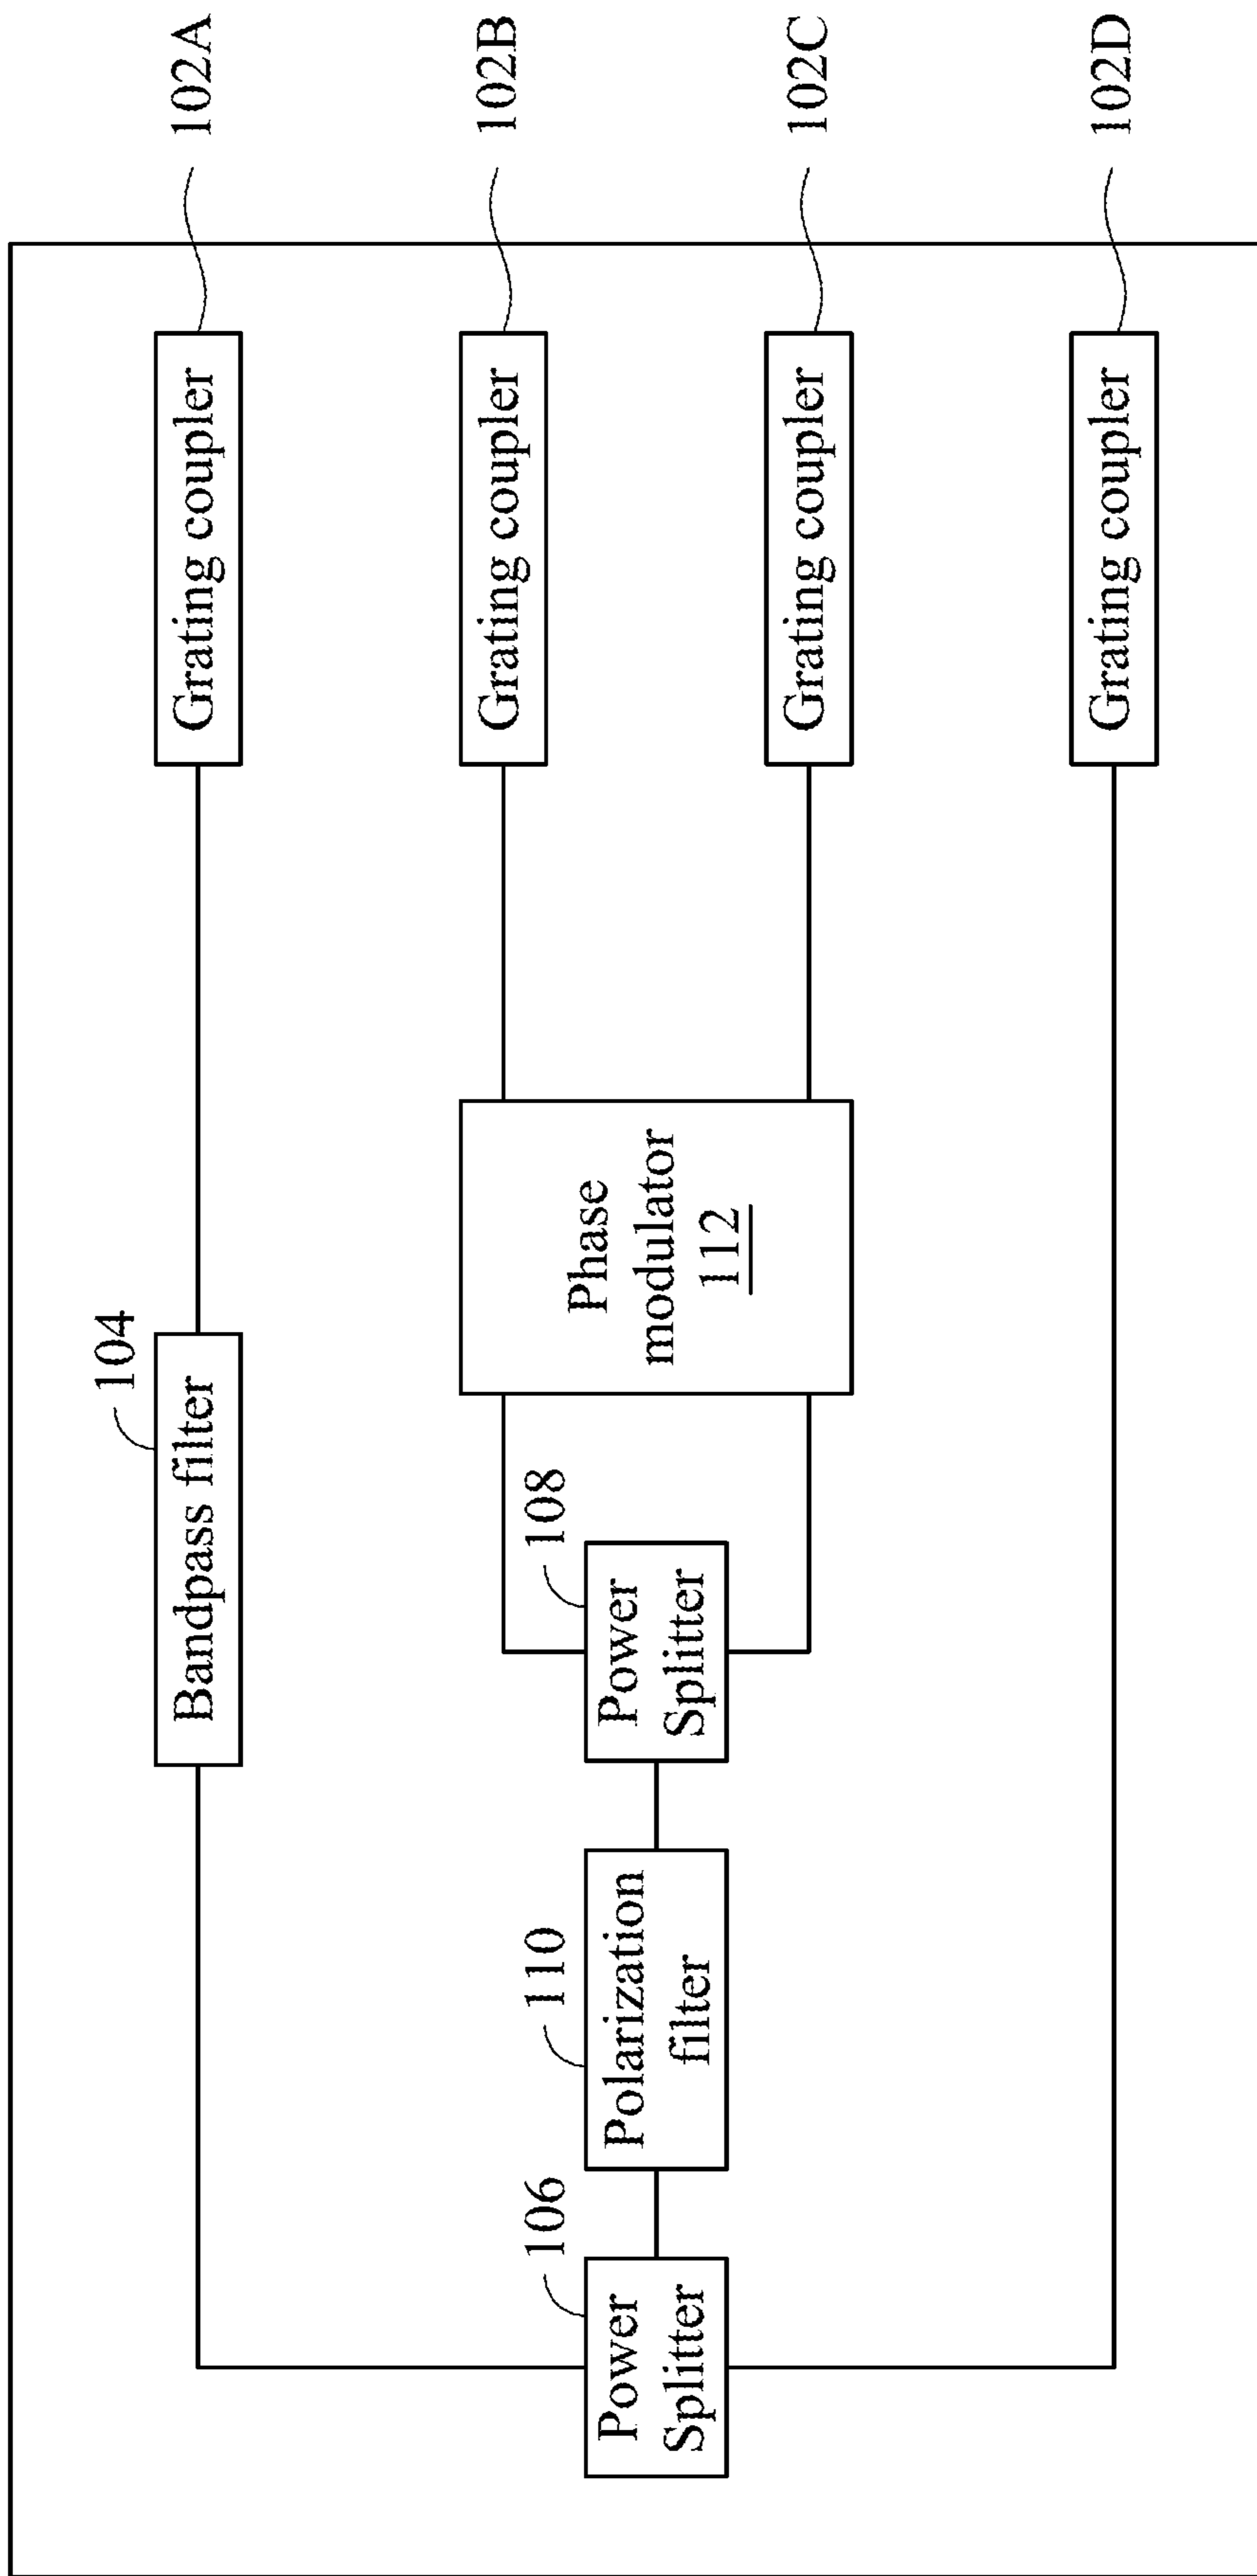 102A
102B
102C
102D
Grating coupler
Grating coupler
Grating coupler
Grating coupler
104
Bandpass filter
Phase
modulator
112
108
Power
Splitter
110
Polarization
filter
106
Power
Splitter